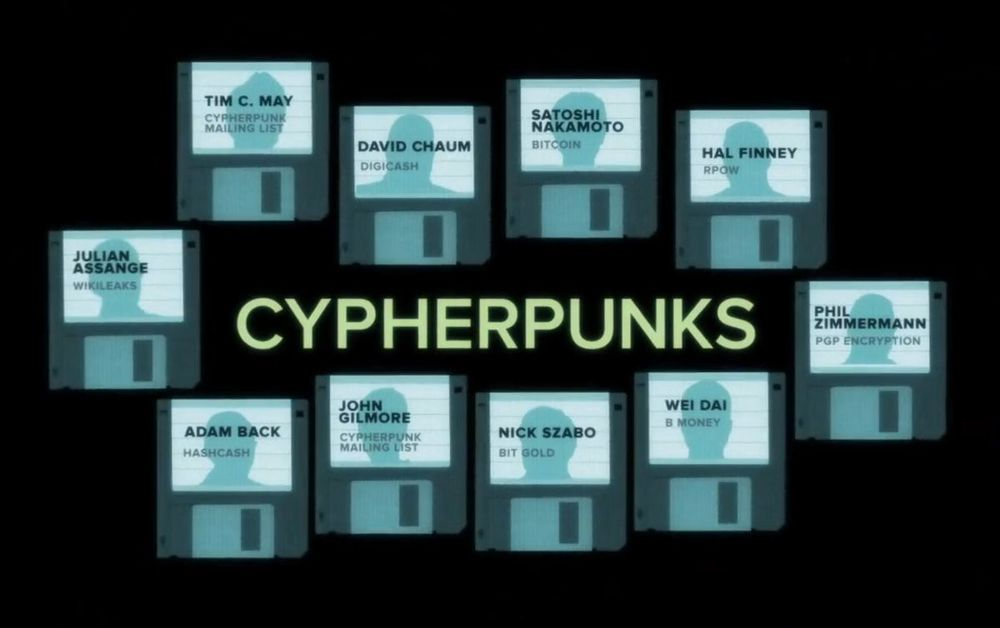 TIM C. MAY
CYPHERPUNK
MAILING LIST
DAVID CHAUM
DIGICASH
SATOSHI
NAKAMOTO
BITCOIN
HAL FINNEY
RPOW
JULIAN
ASSANGE
WIKILEAKS
CYPHERPUNKS
PHIL
ZIMMERMANN
PGP ENCRYPTION
ADAM BACK
HASHCASH
JOHN
GILMORE
CYPHERPUNK
MAILING LIST
NICK SZABO
BIT GOLD
WEI DAI
B MONEY